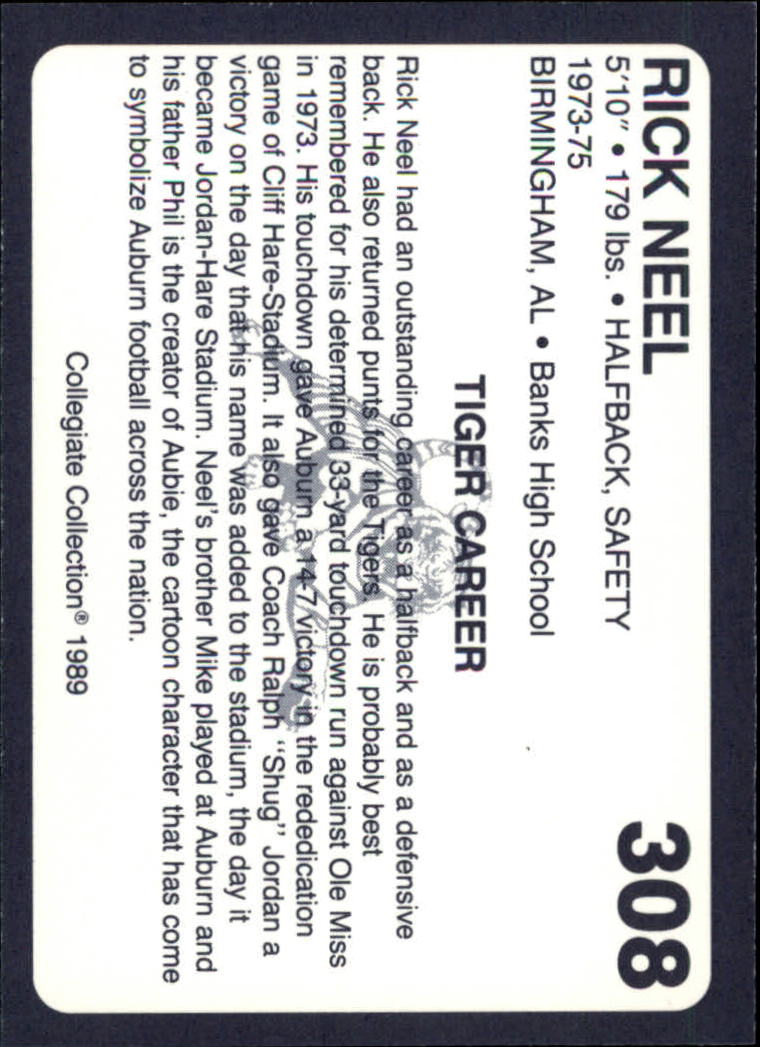 RICK NEEL 308
5'10" • 179 lbs. • HALFBACK, SAFETY
1973-75
BIRMINGHAM, AL • Banks High School
TIGER CAREER
Rick Neel had an outstanding career as a halfback and as a defensive
back. He also returned punts for the Tigers. He is probably best
remembered for his determined 33-yard touchdown run against Ole Miss
in 1973. His touchdown gave Auburn a 14-7 victory in the rededication
game of Cliff Hare-Stadium. It also gave Coach Ralph "Shug" Jordan a
victory on the day that his name was added to the stadium, the day it
became Jordan-Hare Stadium. Neel's brother Mike played at Auburn and
his father Phil is the creator of Aubie, the cartoon character that has come
to symbolize Auburn football across the nation.
Collegiate Collection® 1989